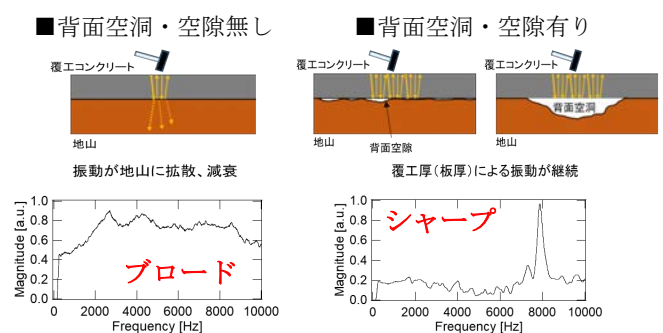 ■背面空洞・空隙無し
覆工コンクリート
地山
振動が地山に拡散、減衰
Magnitude [a.u.]
1.0
0.8
0.6
0.4
0.2
0.0
ブロード
0 2000 4000 6000 8000 10000
Frequency [Hz]
■背面空洞・空隙有り
覆工コンクリート
地山
背面空隙
背面空洞
地山
覆工厚(板厚)による振動が継続
Magnitude [a.u.]
1.0
0.8
0.6
0.4
0.2
0.0
シャープ
0 2000 4000 6000 8000 10000
Frequency [Hz]